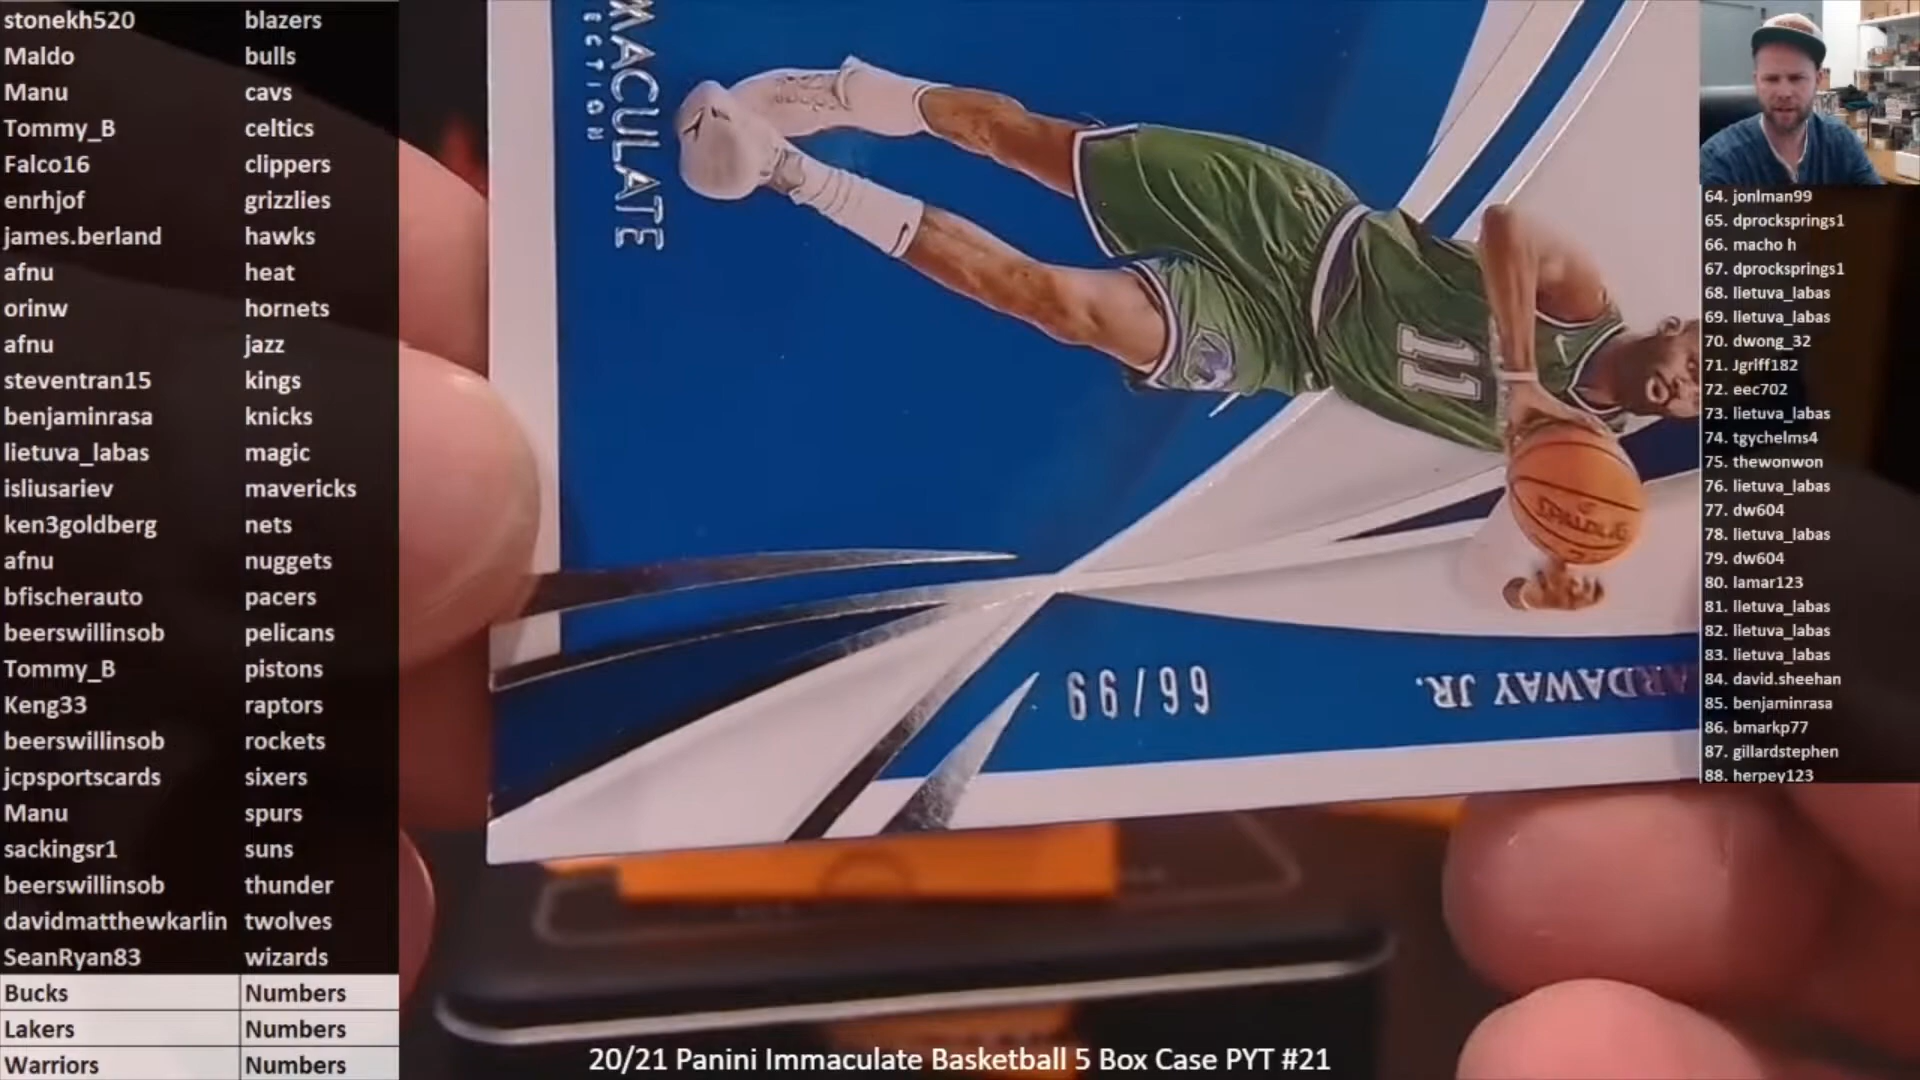 stonekh520 blazers
Maldo bulls
Manu cavs
Tommy_B celtics
Falco16 clippers
enrhjof grizzlies
james.berland hawks
afnu heat
orinw hornets
afnu jazz
steventran15 kings
benjaminrasa knicks
lietuva_labas magic
isliusariev mavericks
ken3goldberg nets
afnu nuggets
bfischerauto pacers
beerswillinsob pelicans
Tommy_B pistons
Keng33 raptors
beerswillinsob rockets
jcpsportscards sixers
Manu spurs
sackingsr1 suns
beerswillinsob thunder
davidmatthewkarlin twolves
SeanRyan83 wizards
Bucks Numbers
Lakers Numbers
Warriors Numbers
MACULATE
ECTION
11
SPALDING
ARDAWAY JR.
66/99
20/21 Panini Immaculate Basketball 5 Box Case PYT #21
64. jonlman99
65. dprocksprings1
66. macho h
67. dprocksprings1
68. lietuva_labas
69. lietuva_labas
70. dwong_32
71. Jgriff182
72. eec702
73. lietuva_labas
74. tgychelms4
75. thewonwon
76. lietuva_labas
77. dw604
78. lietuva_labas
79. dw604
80. lamar123
81. lietuva_labas
82. lietuva_labas
83. lietuva_labas
84. david.sheehan
85. benjaminrasa
86. bmarkp77
87. gillardstephen
88. herpey123